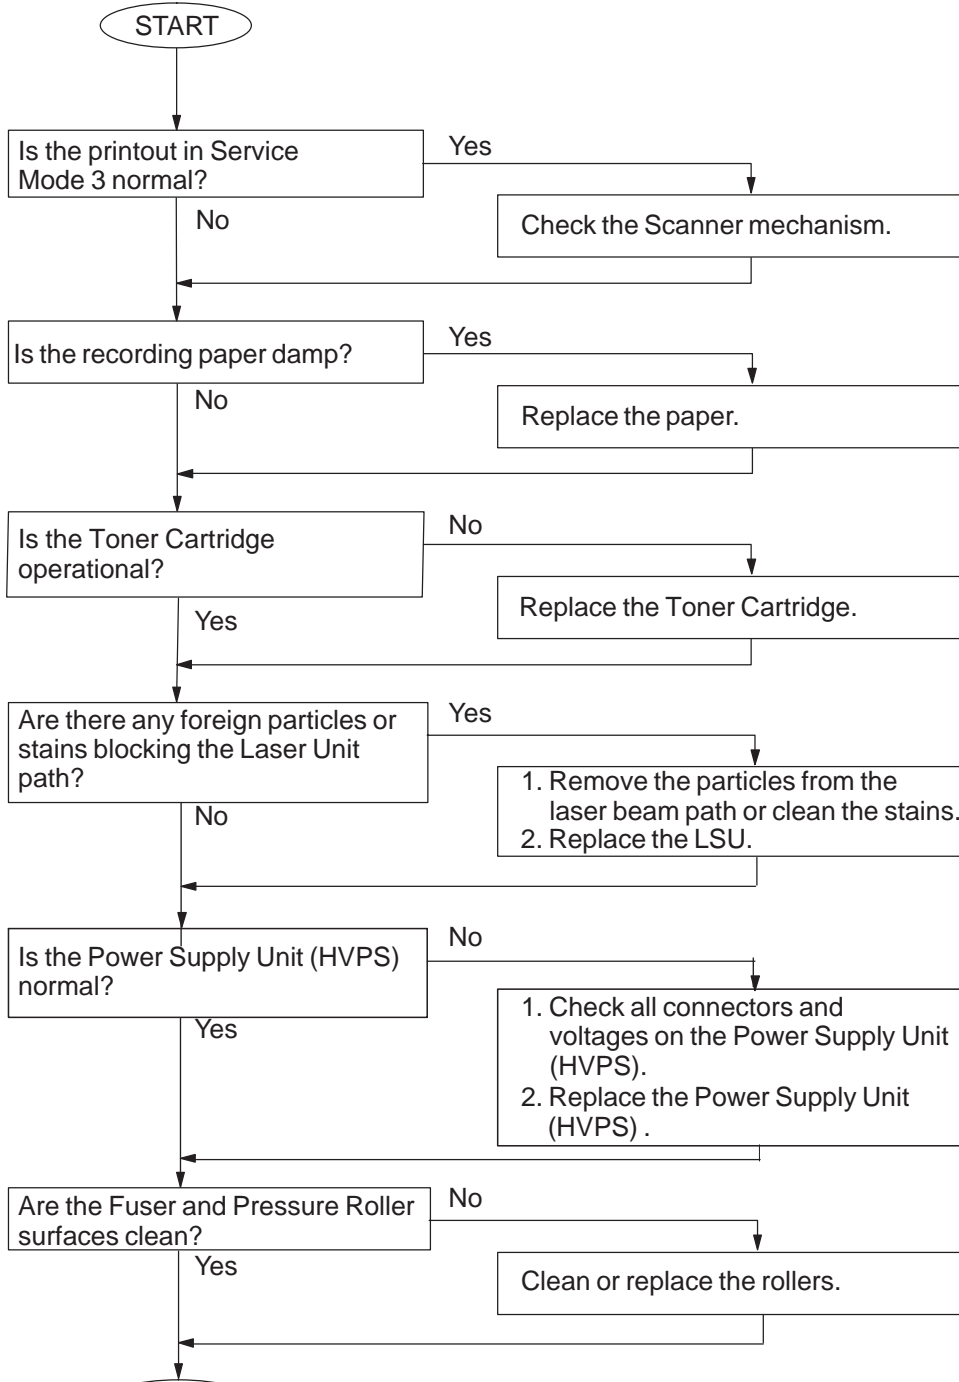 START
Is the printout in Service
Mode 3 normal?
Yes
No
Check the Scanner mechanism.
Is the recording paper damp?
Yes
No
Replace the paper.
Is the Toner Cartridge
operational?
No
Yes
Replace the Toner Cartridge.
Are there any foreign particles or
stains blocking the Laser Unit
path?
Yes
No
1. Remove the particles from the
laser beam path or clean the stains.
2. Replace the LSU.
Is the Power Supply Unit (HVPS)
normal?
No
Yes
1. Check all connectors and
voltages on the Power Supply Unit
(HVPS).
2. Replace the Power Supply Unit
(HVPS) .
Are the Fuser and Pressure Roller
surfaces clean?
No
Yes
Clean or replace the rollers.